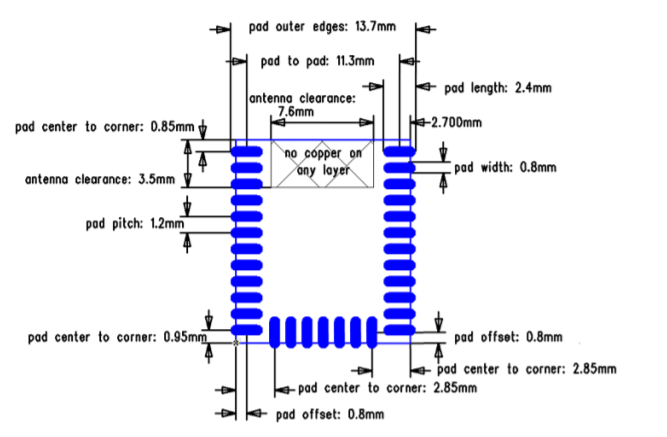 pad outer edges: 13.7mm
pad to pad: 11.3mm
pad length: 2.4mm
antenna clearance:
7.6mm
2.700mm
pad center to corner: 0.85mm
no copper on
any layer
pad width: 0.8mm
antenna clearance: 3.5mm
pad pitch: 1.2mm
pad center to corner: 0.95mm
pad offset: 0.8mm
pad center to corner: 2.85mm
pad center to corner: 2.85mm
pad offset: 0.8mm